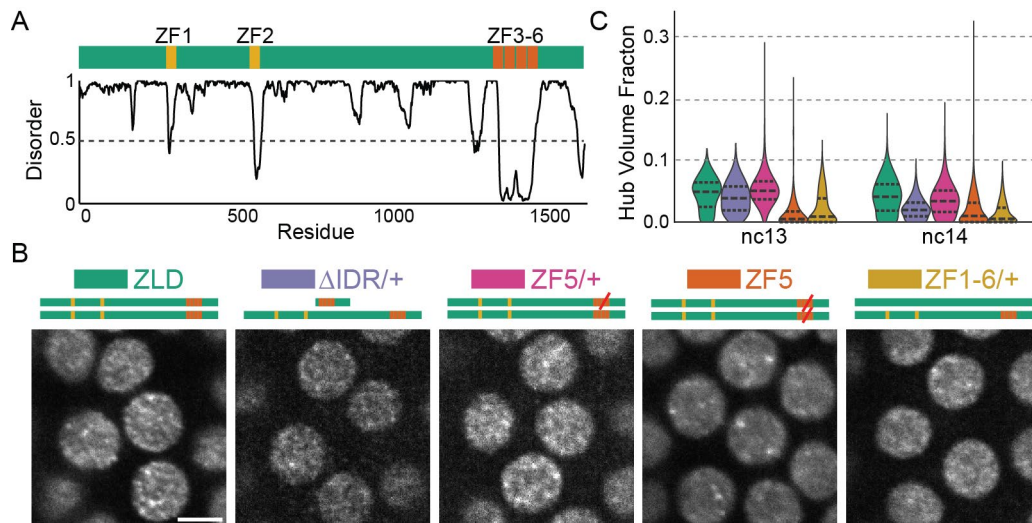 A
ZF1 ZF2 ZF3-6
1
0.5
0
Disorder
0 500 1000 1500
Residue
C
0.3
0.2
0.1
0.0
Hub Volume Fraction
nc13 nc14
B
ZLD ΔIDR/+ ZF5/+ ZF5 ZF1-6/+